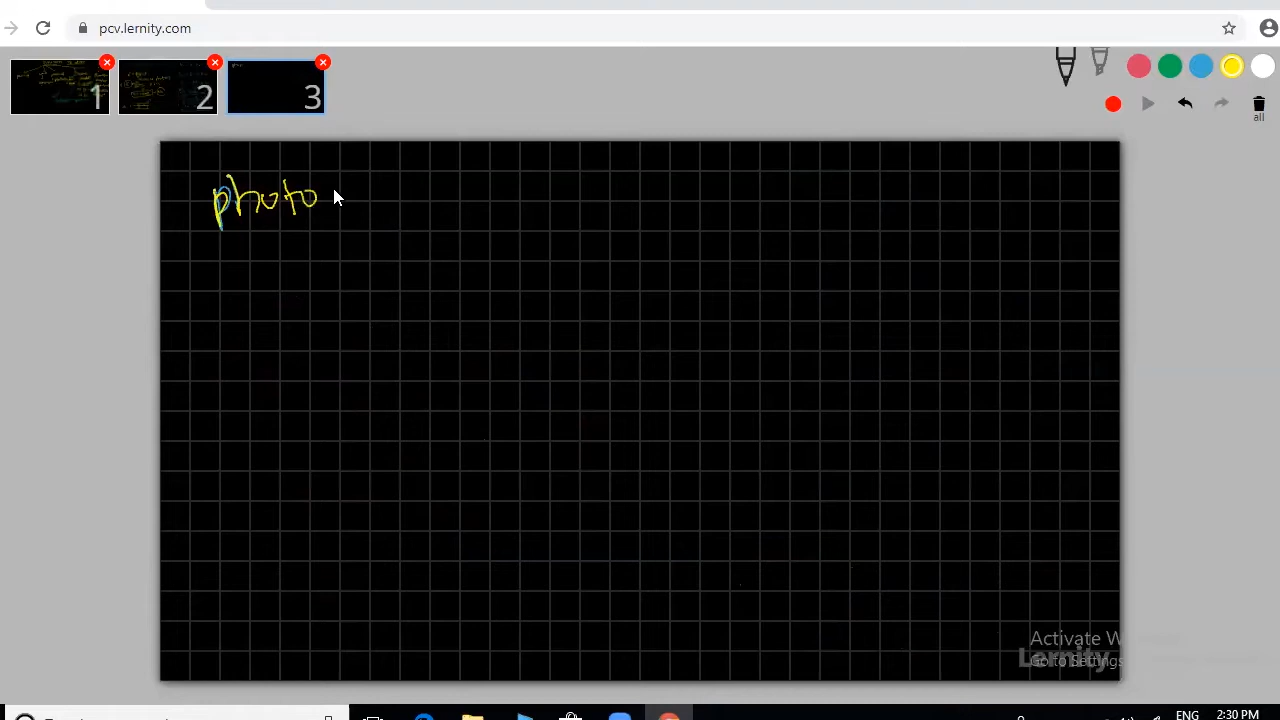 pcv.lernity.com
1
2
3
all
photo
Activate W
Lernity
Go to Settings
ENG
2:30 PM